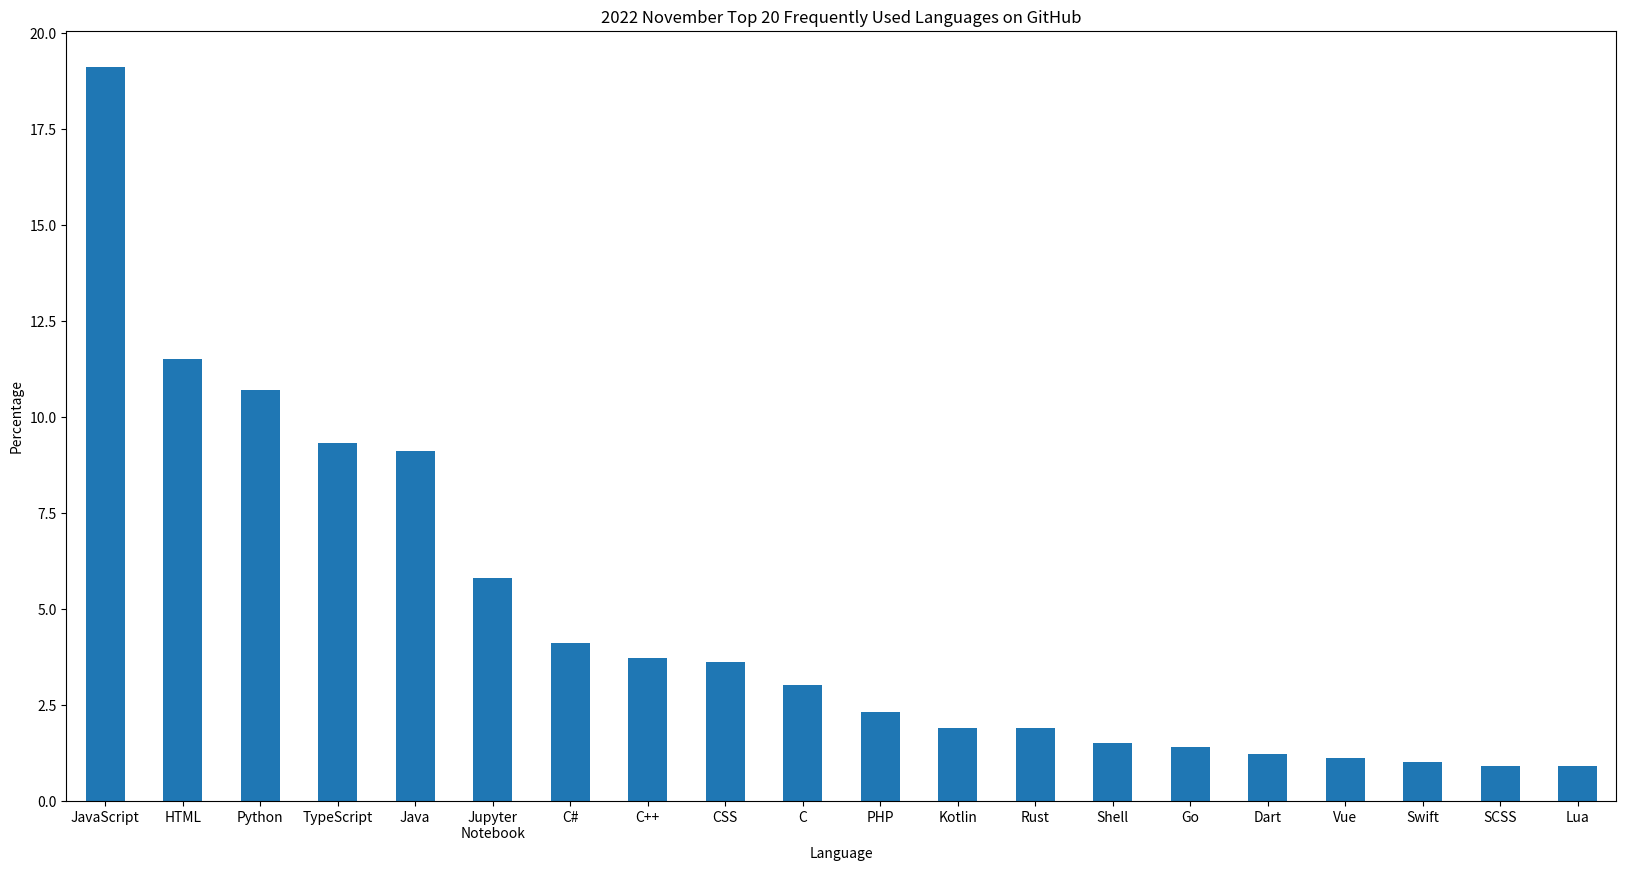 2022 November Top 20 Frequently Used Languages on GitHub
20.0
17.5
15.0
12.5
10.0
7.5
5.0
2.5
0.0
Percentage
JavaScript HTML Python TypeScript Java Jupyter Notebook C# C++ CSS C PHP Kotlin Rust Shell Go Dart Vue Swift SCSS Lua
Language